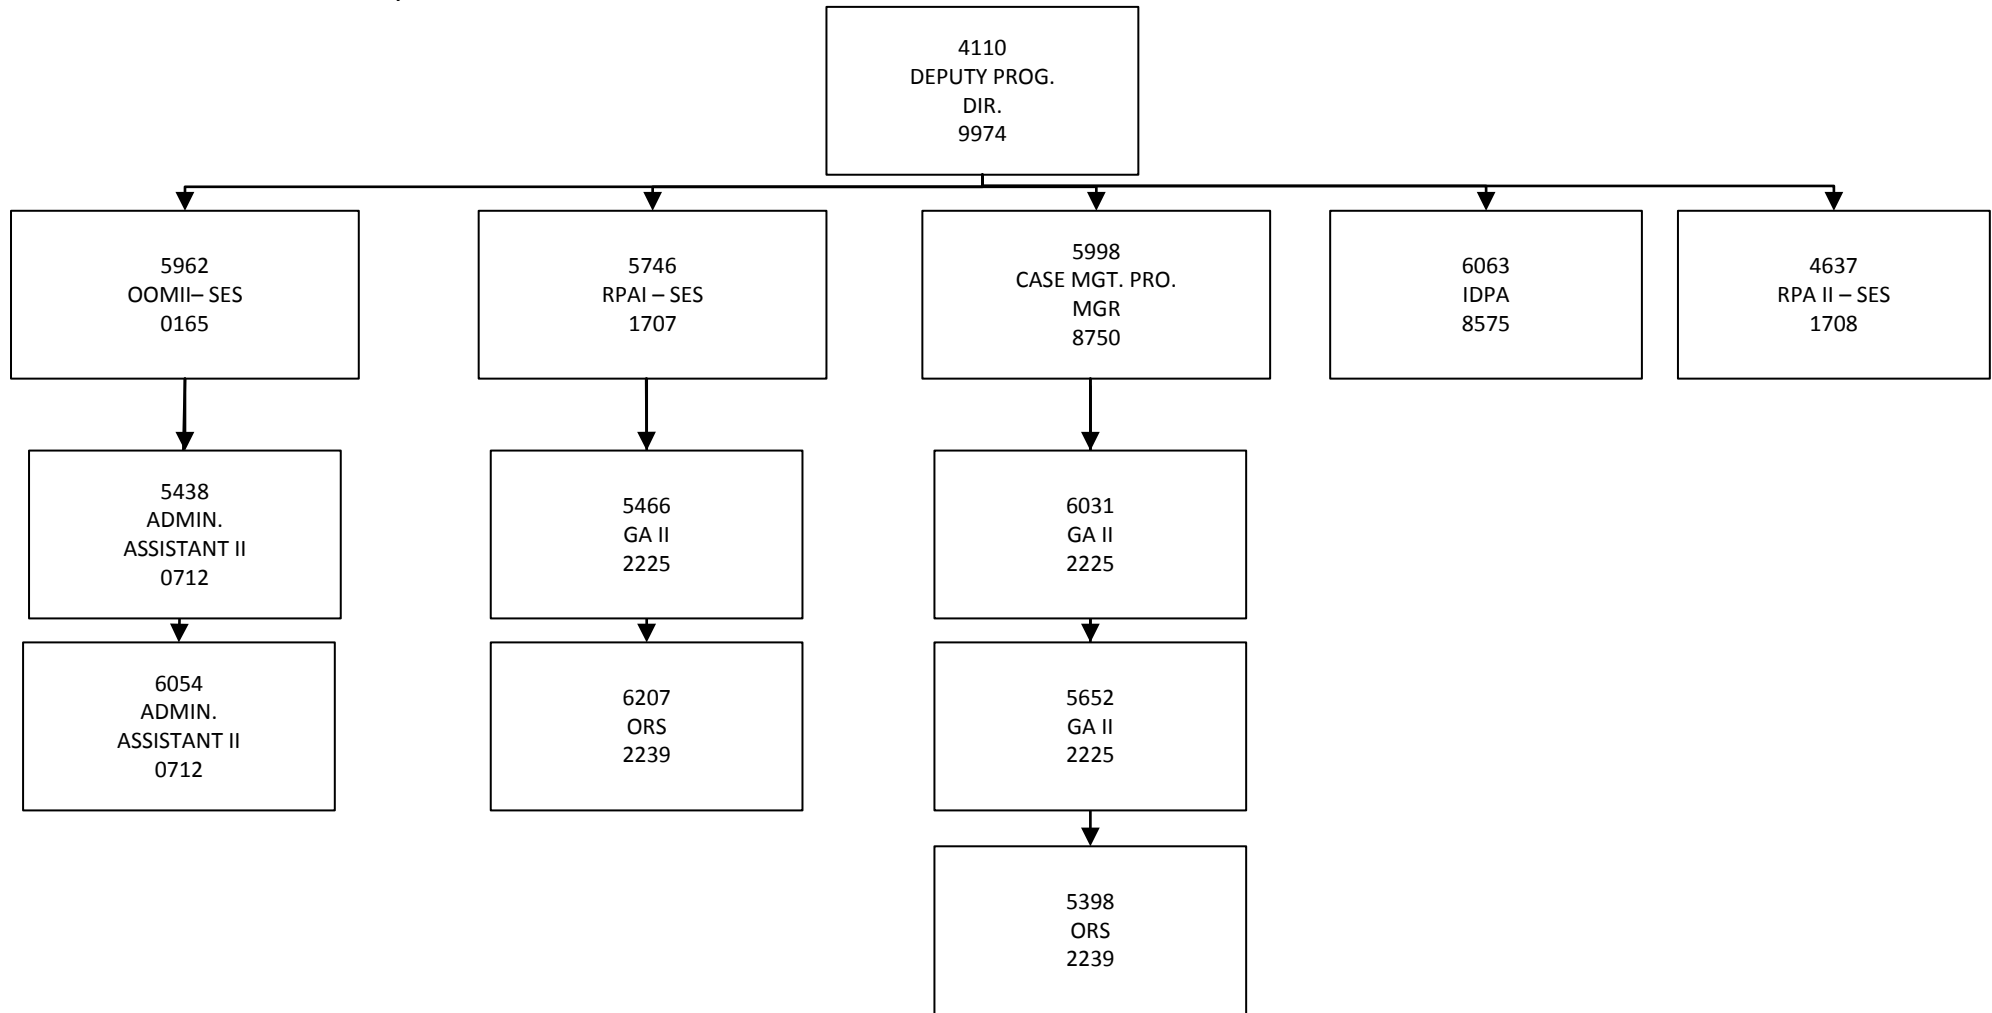 4110
DEPUTY PROG.
DIR.
9974
5962
OOMII– SES
0165
5746
RPAI – SES
1707
5998
CASE MGT. PRO.
MGR
8750
6063
IDPA
8575
4637
RPA II – SES
1708
5438
ADMIN.
ASSISTANT II
0712
5466
GA II
2225
6031
GA II
2225
6054
ADMIN.
ASSISTANT II
0712
6207
ORS
2239
5652
GA II
2225
5398
ORS
2239